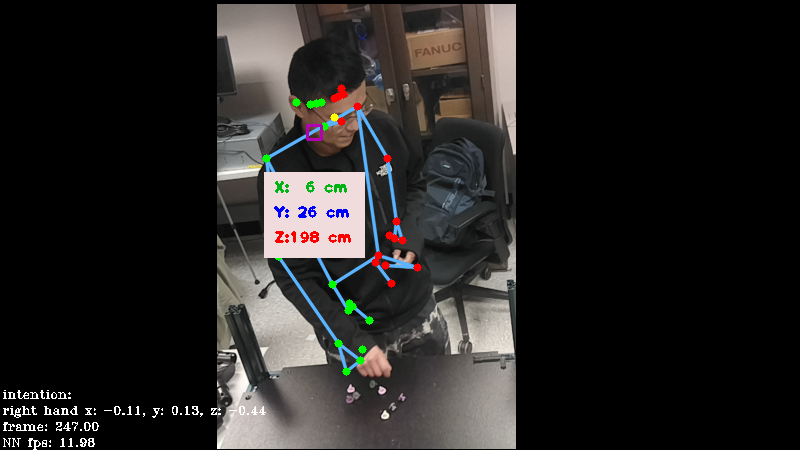 FANUC
X: 6 cm
Y: 26 cm
Z:198 cm
intention:
right hand x: −0.11, y: 0.13, z: −0.44
frame: 247.00
NN fps: 11.98